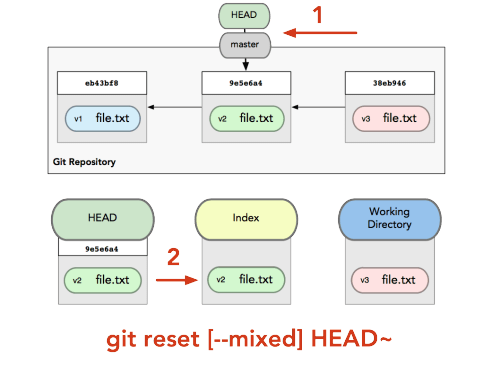 HEAD
1
master
eb43bf8
9e5e6a4
38eb946
v1 file.txt
v2 file.txt
v3 file.txt
Git Repository
HEAD
Index
Working
Directory
9e5e6a4
2
v2 file.txt
v2 file.txt
v3 file.txt
git reset [--mixed] HEAD~